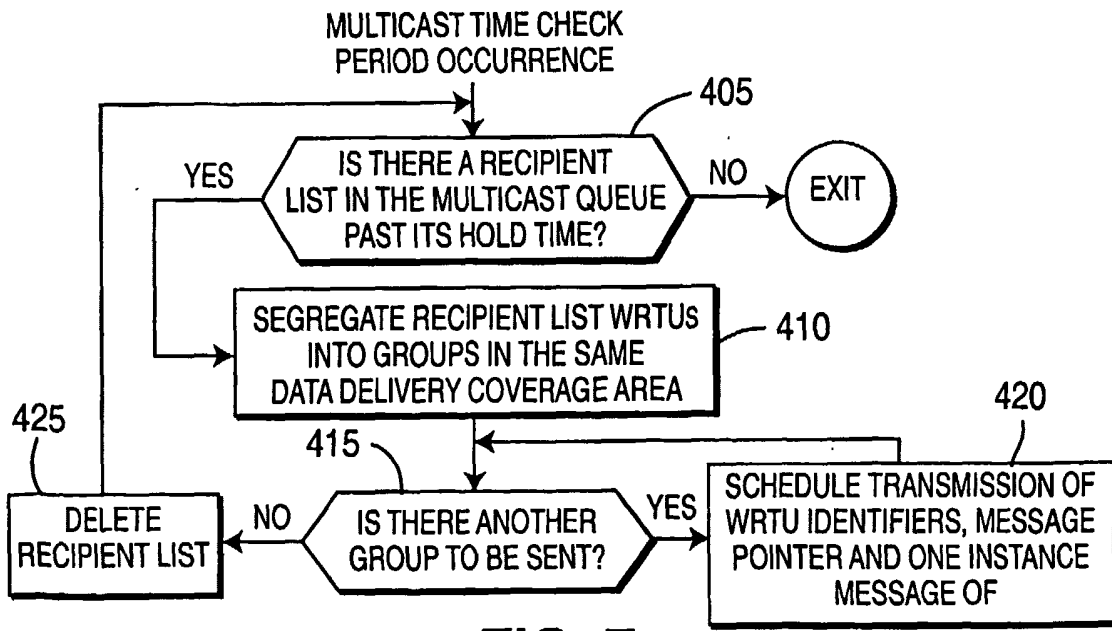 MULTICAST TIME CHECK
PERIOD OCCURRENCE
405
IS THERE A RECIPIENT
LIST IN THE MULTICAST QUEUE
PAST ITS HOLD TIME?
YES
NO
EXIT
SEGREGATE RECIPIENT LIST WRTUs
INTO GROUPS IN THE SAME
DATA DELIVERY COVERAGE AREA
410
415
IS THERE ANOTHER
GROUP TO BE SENT?
NO
YES
425
DELETE
RECIPIENT LIST
420
SCHEDULE TRANSMISSION OF
WRTU IDENTIFIERS, MESSAGE
POINTER AND ONE INSTANCE
MESSAGE OF